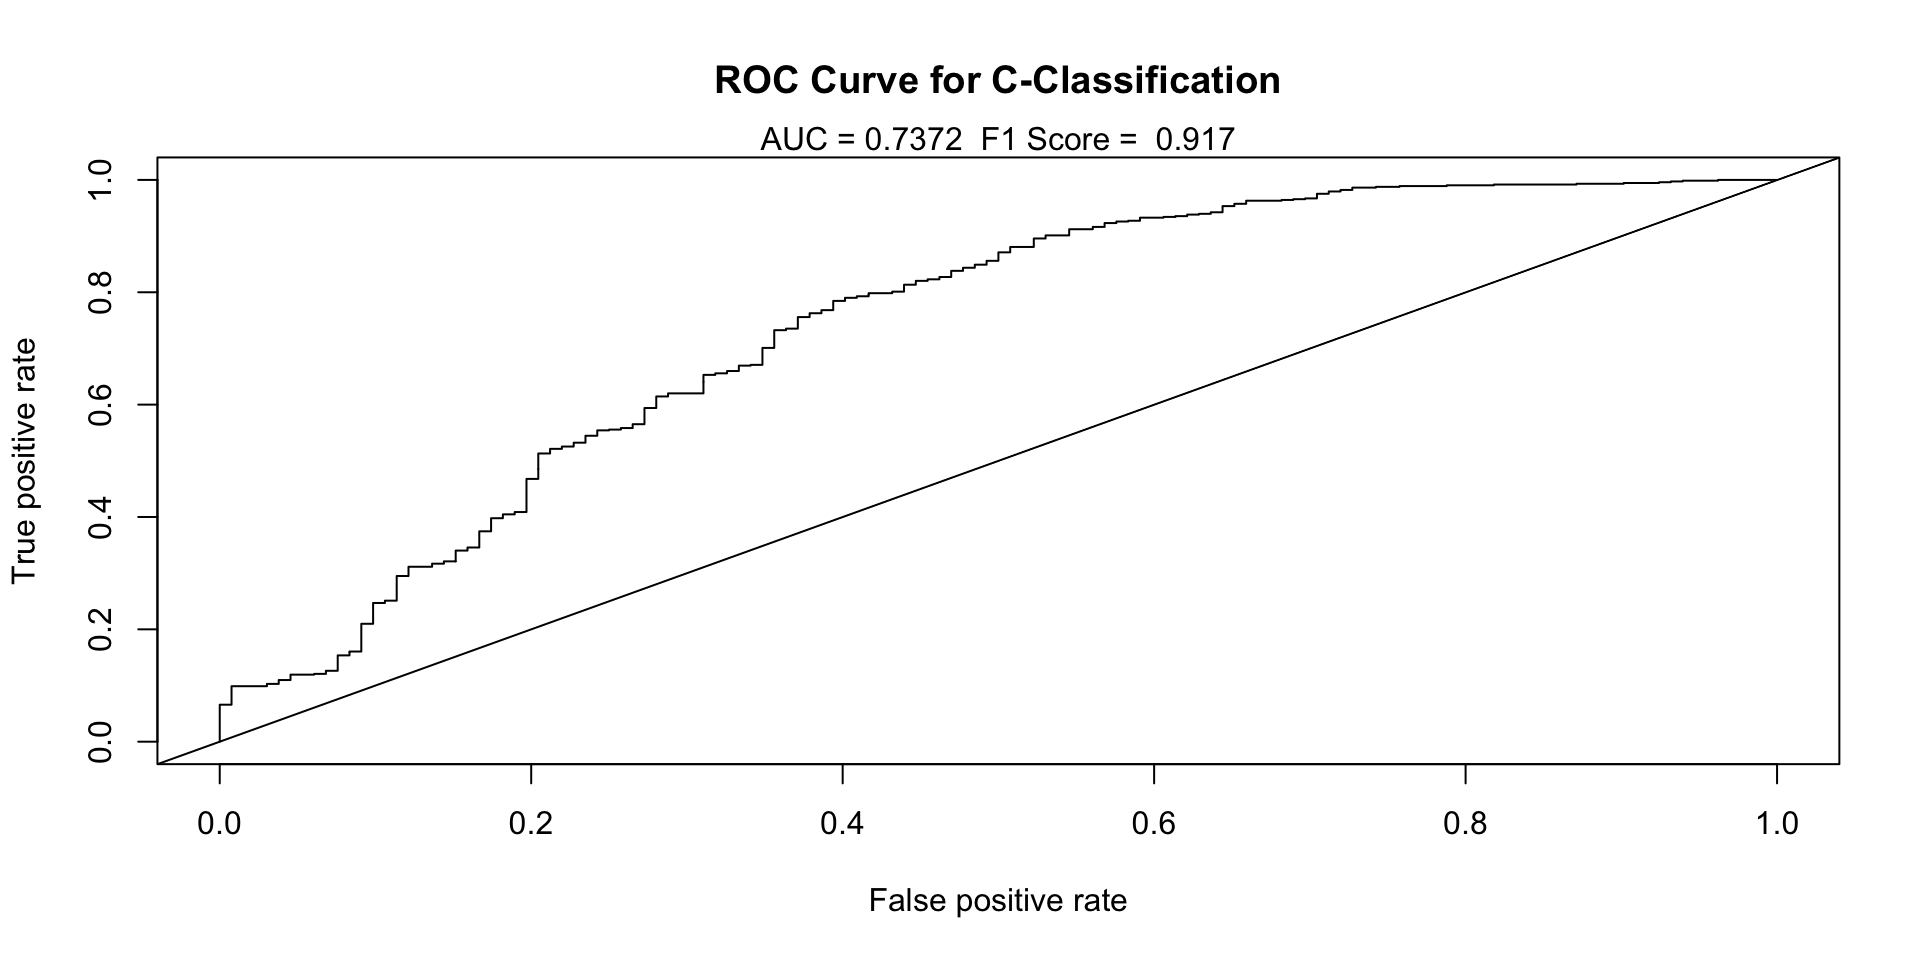 ROC Curve for C-Classification
AUC = 0.7372  F1 Score =  0.917
True positive rate
1.0
0.8
0.6
0.4
0.2
0.0
0.0 0.2 0.4 0.6 0.8 1.0
False positive rate